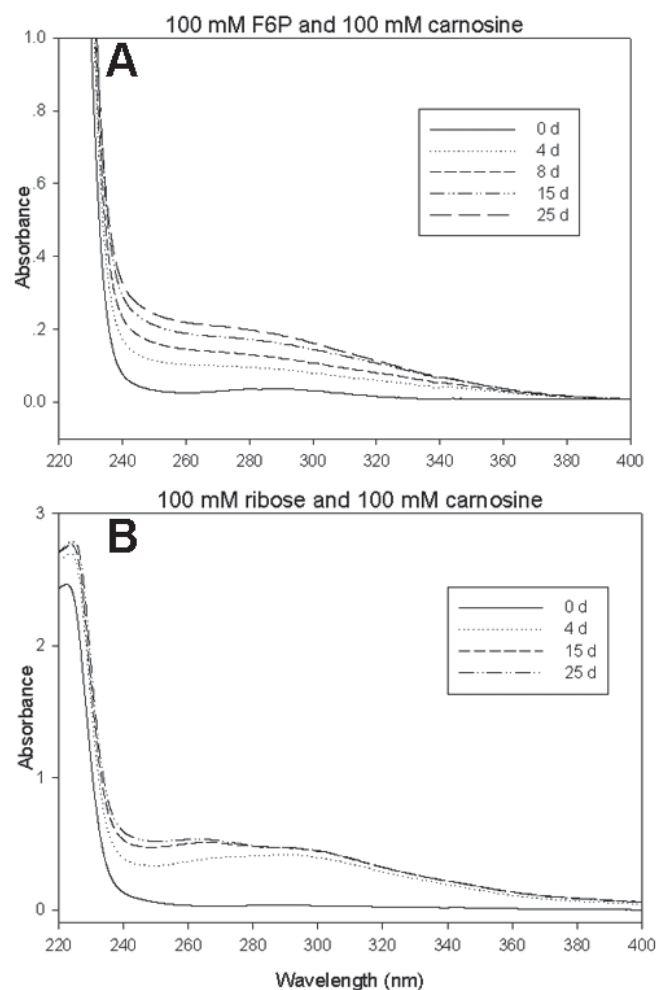 100 mM F6P and 100 mM carnosine
A
1.0
.8
.6
.4
.2
0.0
Absorbance
0 d
4 d
8 d
15 d
25 d
220 240 260 280 300 320 340 360 380 400
100 mM ribose and 100 mM carnosine
B
3
2
1
0
Absorbance
0 d
4 d
15 d
25 d
220 240 260 280 300 320 340 360 380 400
Wavelength (nm)